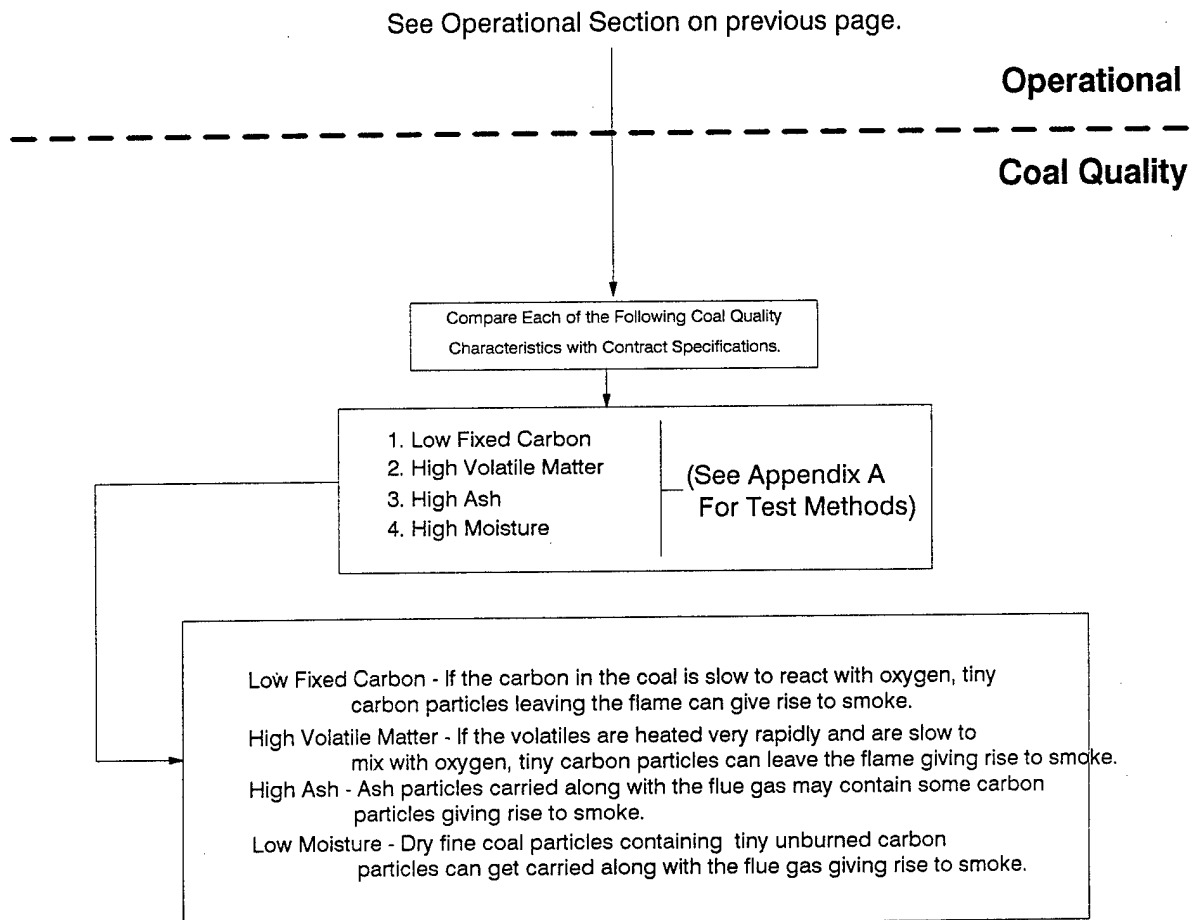 See Operational Section on previous page.
Operational
Coal Quality
Compare Each of the Following Coal Quality
Characteristics with Contract Specifications.
1. Low Fixed Carbon
2. High Volatile Matter
3. High Ash
4. High Moisture
(See Appendix A
For Test Methods)
Low Fixed Carbon - If the carbon in the coal is slow to react with oxygen, tiny
carbon particles leaving the flame can give rise to smoke.
High Volatile Matter - If the volatiles are heated very rapidly and are slow to
mix with oxygen, tiny carbon particles can leave the flame giving rise to smoke.
High Ash - Ash particles carried along with the flue gas may contain some carbon
particles giving rise to smoke.
Low Moisture - Dry fine coal particles containing tiny unburned carbon
particles can get carried along with the flue gas giving rise to smoke.